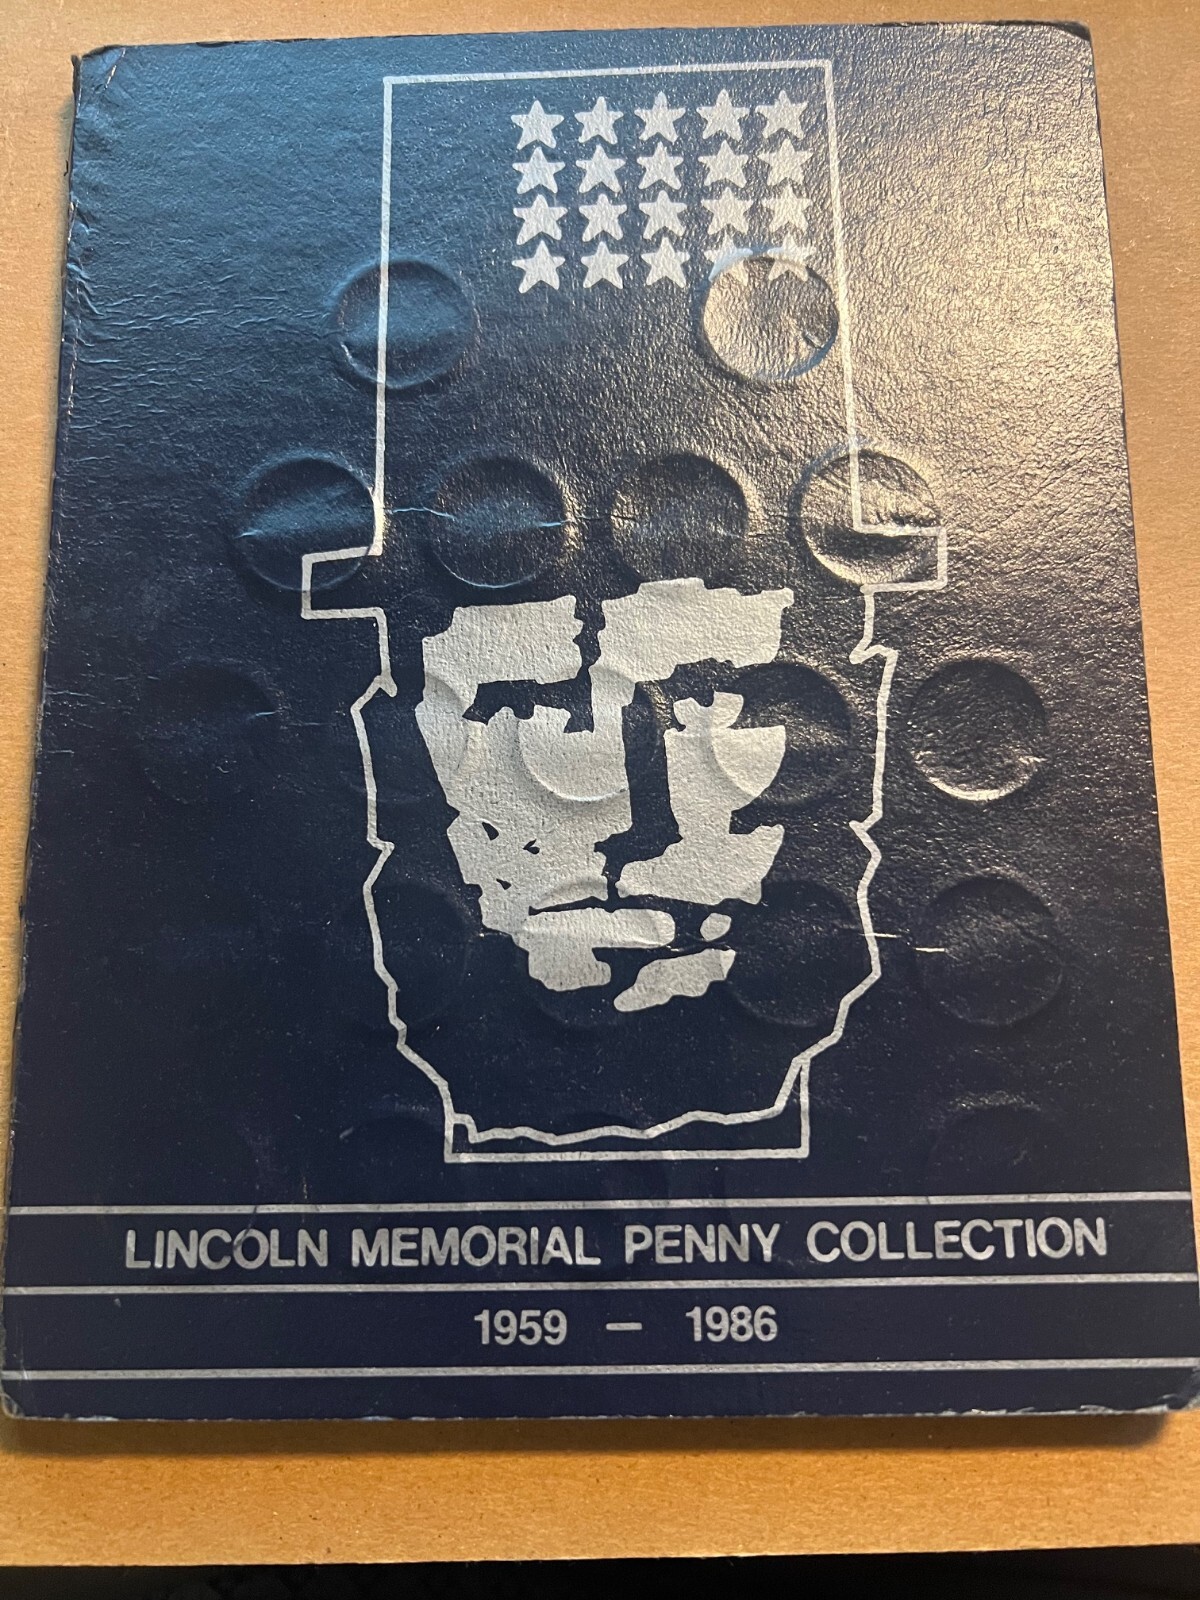 LINCOLN MEMORIAL PENNY COLLECTION
1959 — 1986